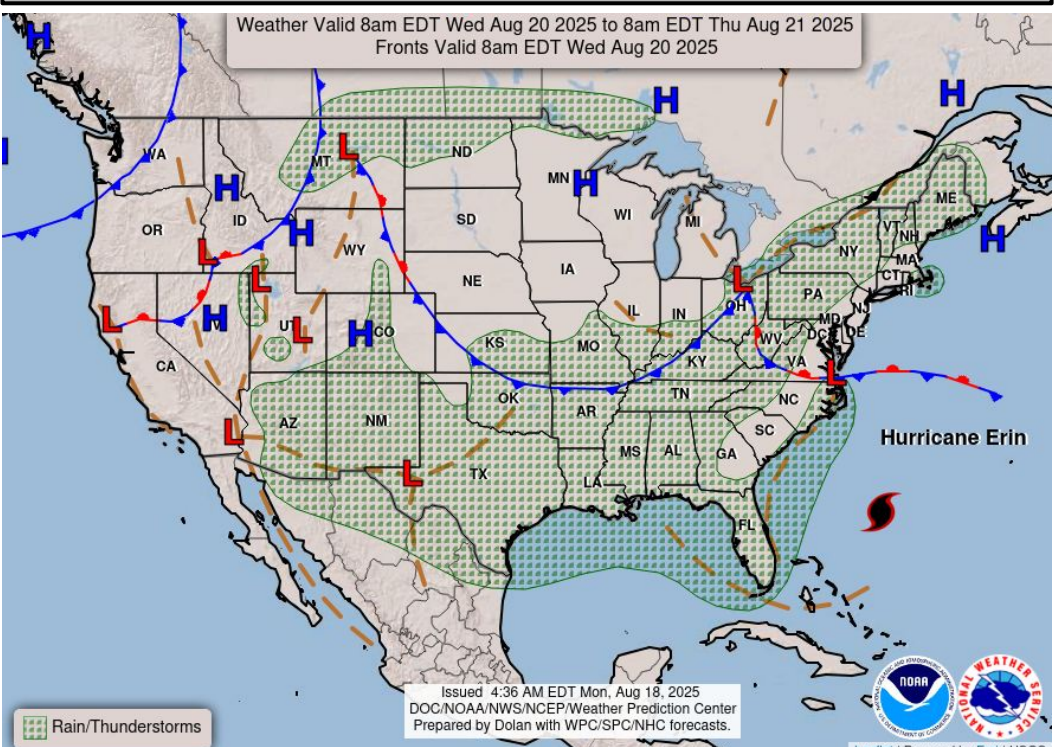 Weather Valid 8am EDT Wed Aug 20 2025 to 8am EDT Thu Aug 21 2025
Fronts Valid 8am EDT Wed Aug 20 2025
H
H
H
WA
MT
L
ND
MN
H
ME
H
ID
OR
SD
WI
MI
VT
NH
H
L
H
WY
NY
MA
CT
RI
L
IA
NE
L
OH
PA
NJ
L
H
UT
L
H
CO
IL
IN
MD
DE
DC
WV
VA
KS
MO
KY
CA
L
NC
TN
OK
AR
AZ
NM
SC
L
Hurricane Erin
MS
AL
GA
L
TX
LA
FL
NOAA
NATIONAL WEATHER SERVICE
Issued 4:36 AM EDT Mon, Aug 18, 2025
DOC/NOAA/NWS/NCEP/Weather Prediction Center
Prepared by Dolan with WPC/SPC/NHC forecasts.
Rain/Thunderstorms